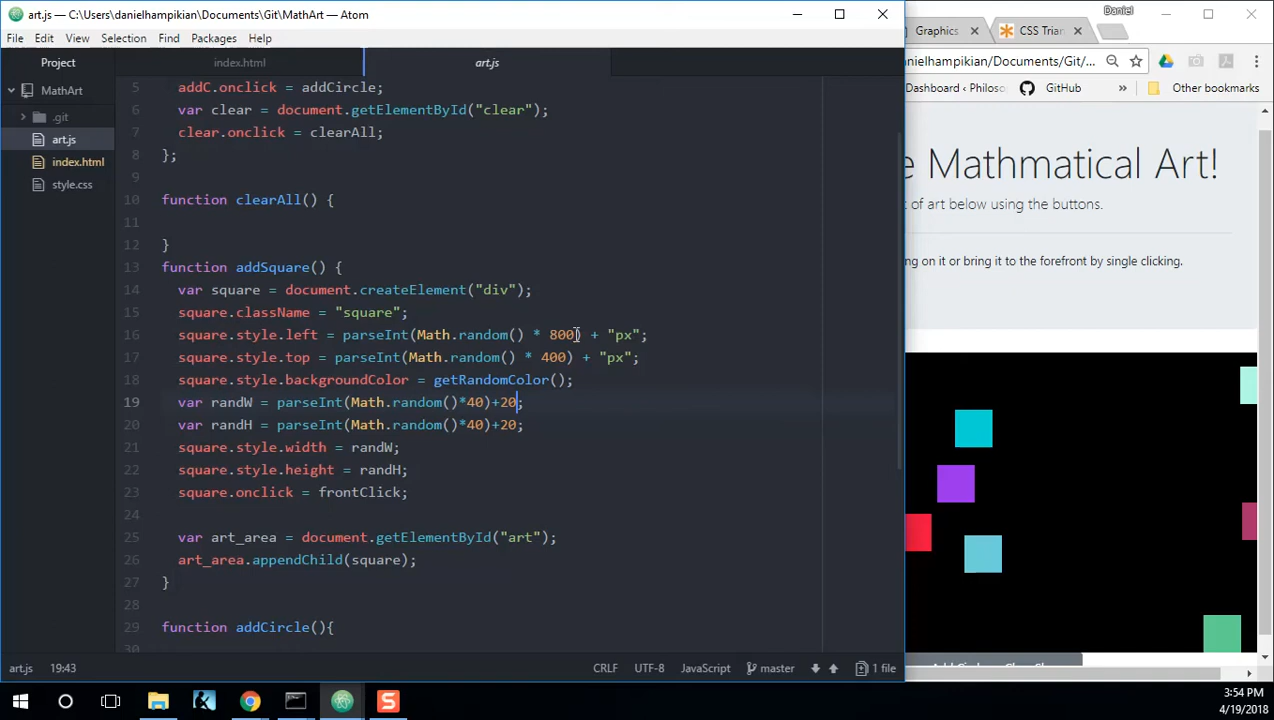 art.js — C:\Users\danielhampikian\Documents\Git\MathArt — Atom
File Edit View Selection Find Packages Help
Project
MathArt
.git
art.js
index.html
style.css
index.html art.js
5 addC.onclick = addCircle;
6 var clear = document.getElementById("clear");
7 clear.onclick = clearAll;
8 };
9
10 function clearAll() {
11
12 }
13 function addSquare() {
14 var square = document.createElement("div");
15 square.className = "square";
16 square.style.left = parseInt(Math.random() * 800) + "px";
17 square.style.top = parseInt(Math.random() * 400) + "px";
18 square.style.backgroundColor = getRandomColor();
19 var randW = parseInt(Math.random()*40)+20;
20 var randH = parseInt(Math.random()*40)+20;
21 square.style.width = randW;
22 square.style.height = randH;
23 square.onclick = frontClick;
24
25 var art_area = document.getElementById("art");
26 art_area.appendChild(square);
27 }
28
29 function addCircle(){
30
art.js 19:43 CRLF UTF-8 JavaScript master 1 file
Daniel
Graphics CSS Trian
anielhampikian/Documents/Git/...
Dashboard ‹ Philos GitHub » Other bookmarks
e Mathmatical Art!
t of art below using the buttons.
ing on it or bring it to the forefront by single clicking.
3:54 PM
4/19/2018